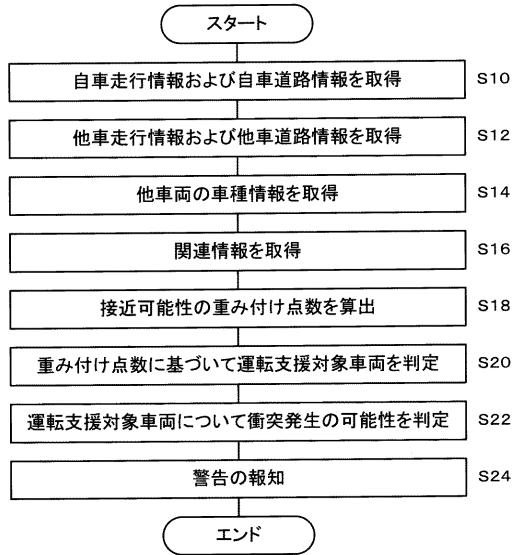 スタート
自車走行情報および自車道路情報を取得 S10
他車走行情報および他車道路情報を取得 S12
他車両の車種情報を取得 S14
関連情報を取得 S16
接近可能性の重み付け点数を算出 S18
重み付け点数に基づいて運転支援対象車両を判定 S20
運転支援対象車両について衝突発生の可能性を判定 S22
警告の報知 S24
エンド